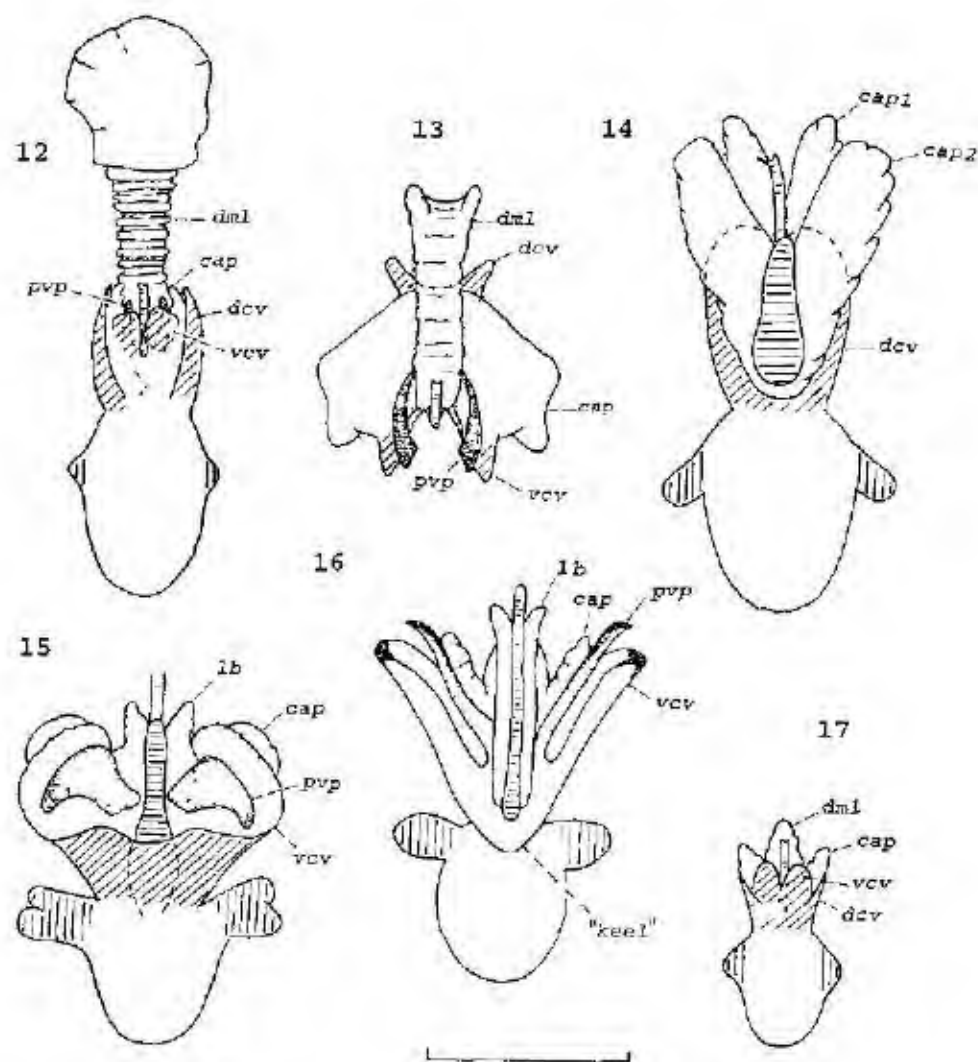 12
dml
cap
pvp
dcv
vcv
13
dml
dcv
cap
pvp
vcv
14
cap1
cap2
dcv
15
lb
cap
pvp
vcv
16
lb
cap
pvp
vcv
"keel"
17
dml
cap
vcv
dcv